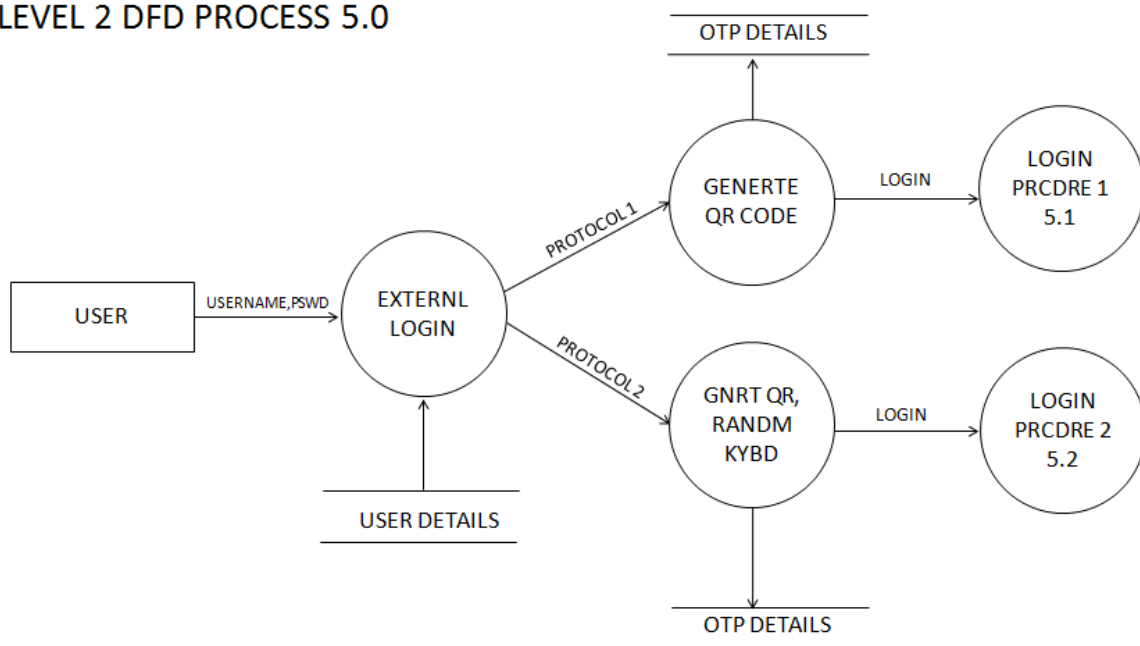 LEVEL 2 DFD PROCESS 5.0
OTP DETAILS
GENERTE
QR CODE
LOGIN
LOGIN
PRCDRE 1
5.1
PROTOCOL 1
USER
USERNAME,PSWD
EXTERNL
LOGIN
PROTOCOL 2
GNRT QR,
RANDM
KYBD
LOGIN
LOGIN
PRCDRE 2
5.2
USER DETAILS
OTP DETAILS